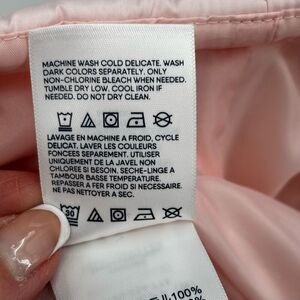 MACHINE WASH COLD DELICATE. WASH
DARK COLORS SEPARATELY. ONLY
NON-CHLORINE BLEACH WHEN NEEDED.
TUMBLE DRY LOW. COOL IRON IF
NEEDED. DO NOT DRY CLEAN.
LAVAGE EN MACHINE A FROID, CYCLE
DELICAT. LAVER LES COULEURS
FONCEES SEPAREMENT. UTILISER
UNIQUEMENT DE LA JAVEL NON
CHLOREE SI BESOIN. SECHE-LINGE A
TAMBOUR BASSE TEMPERATURE.
REPASSER A FER FROID SI NECESSAIRE.
NE PAS NETTOYER A SEC.
30
100%
100%